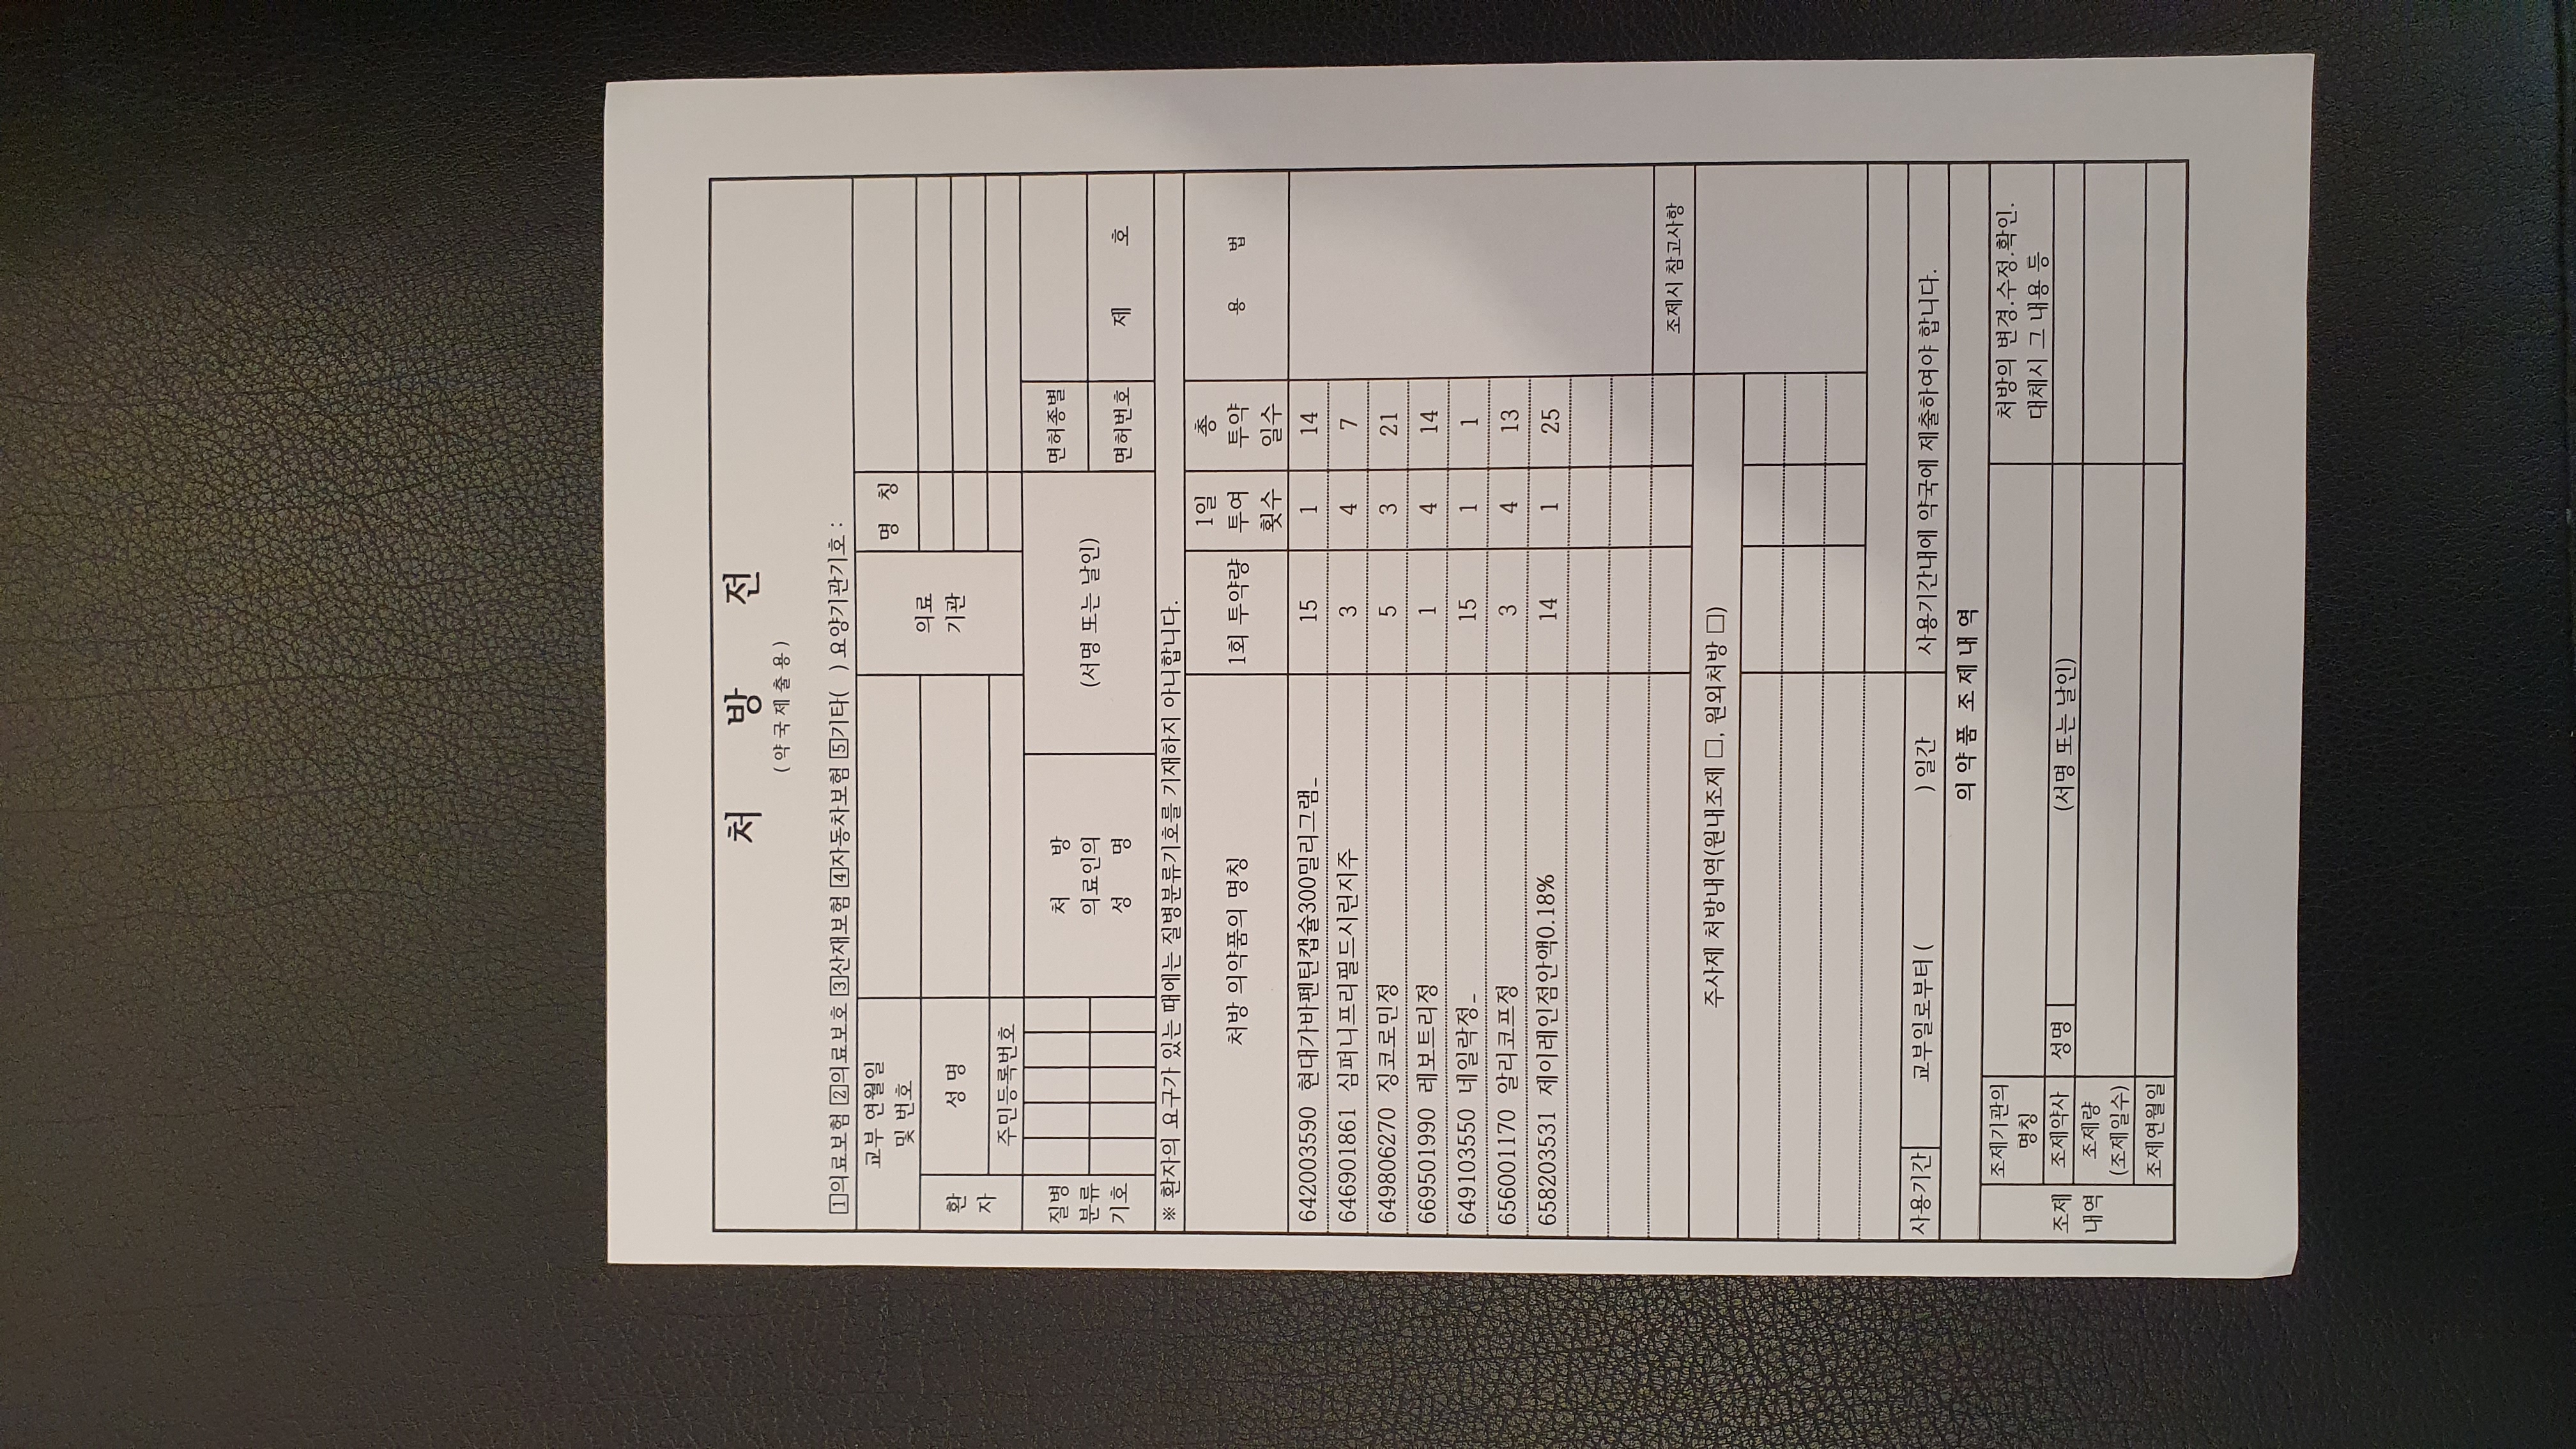 처 방 전
(약국제출용)
1의료보험 2의료보호 3산재보험 4자동차보험 5기타( ) 요양기관기호 :
교부 연월일
및 번호
의료
기관
명 칭
환
자
성 명
주민등록번호
질병
분류
기호
처 방
의료인의
성 명
(서명 또는 날인)
면허종별
면허번호
제 호
※ 환자의 요구가 있는 때에는 질병분류기호를 기재하지 아니합니다.
처방 의약품의 명칭
1회 투약량
1일
투여
횟수
총
투약
일수
용 법
642003590 현대가바펜틴캡슐300밀리그램_ 15 1 14
646901861 심퍼니프리필드시린지주 3 4 7
649806270 징코로민정 5 3 21
669501990 레보트리정 1 4 14
649103550 네일락정_ 15 1 1
656001170 알리코프정 3 4 13
658203531 제이레인점안액0.18% 14 1 25
조제시 참고사항
주사제 처방내역(원내조제 □, 원외처방 □)
사용기간 교부일로부터 ( ) 일간 사용기간내에 약국에 제출하여야 합니다.
의약품 조제내역
조제
내역
조제기관의
명칭
처방의 변경.수정.확인.
대체시 그 내용 등
조제약사 성명 (서명 또는 날인)
조제량
(조제일수)
조제연월일